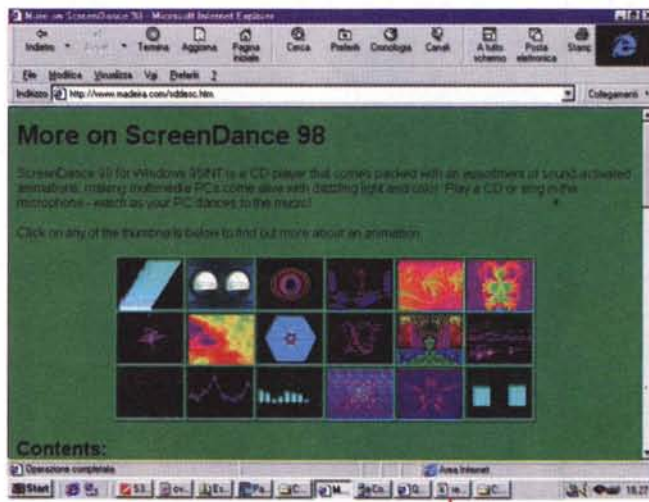 More on ScreenDance 98 - Microsoft Internet Explorer
Indietro Termina Aggiorna Pagina iniziale Cerca Preferiti Cronologia Canali A tutto schermo Posta elettronica Stamp
File Modifica Visualizza Vai Preferiti ?
Indirizzo http://www.madeira.com/sddesc.htm Collegamenti
More on ScreenDance 98
ScreenDance 98 for Windows 95/NT is a CD player that comes packed with an assortment of sound-activated
animations, making multimedia PCs come alive with dazzling light and color. Play a CD or sing in the
microphone - watch as your PC dances to the music!
Click on any of the thumbnails below to find out more about an animation
Contents:
Operazione completata Area Internet
Start 18.27